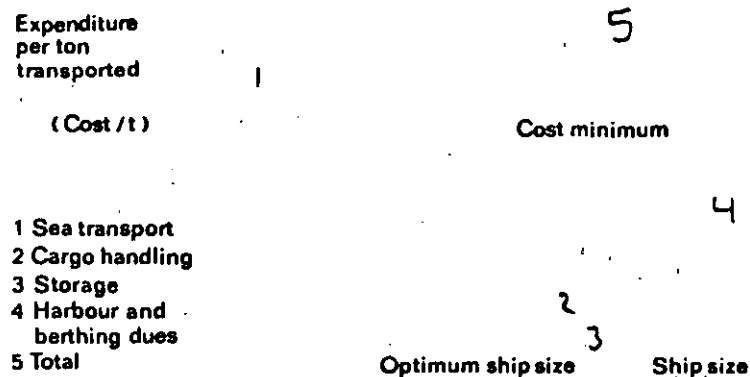 Expenditure
per ton
transported
5
1
(Cost/t)
Cost minimum
4
1 Sea transport
2 Cargo handling
3 Storage
4 Harbour and
berthing dues
5 Total
2
3
Optimum ship size
Ship size